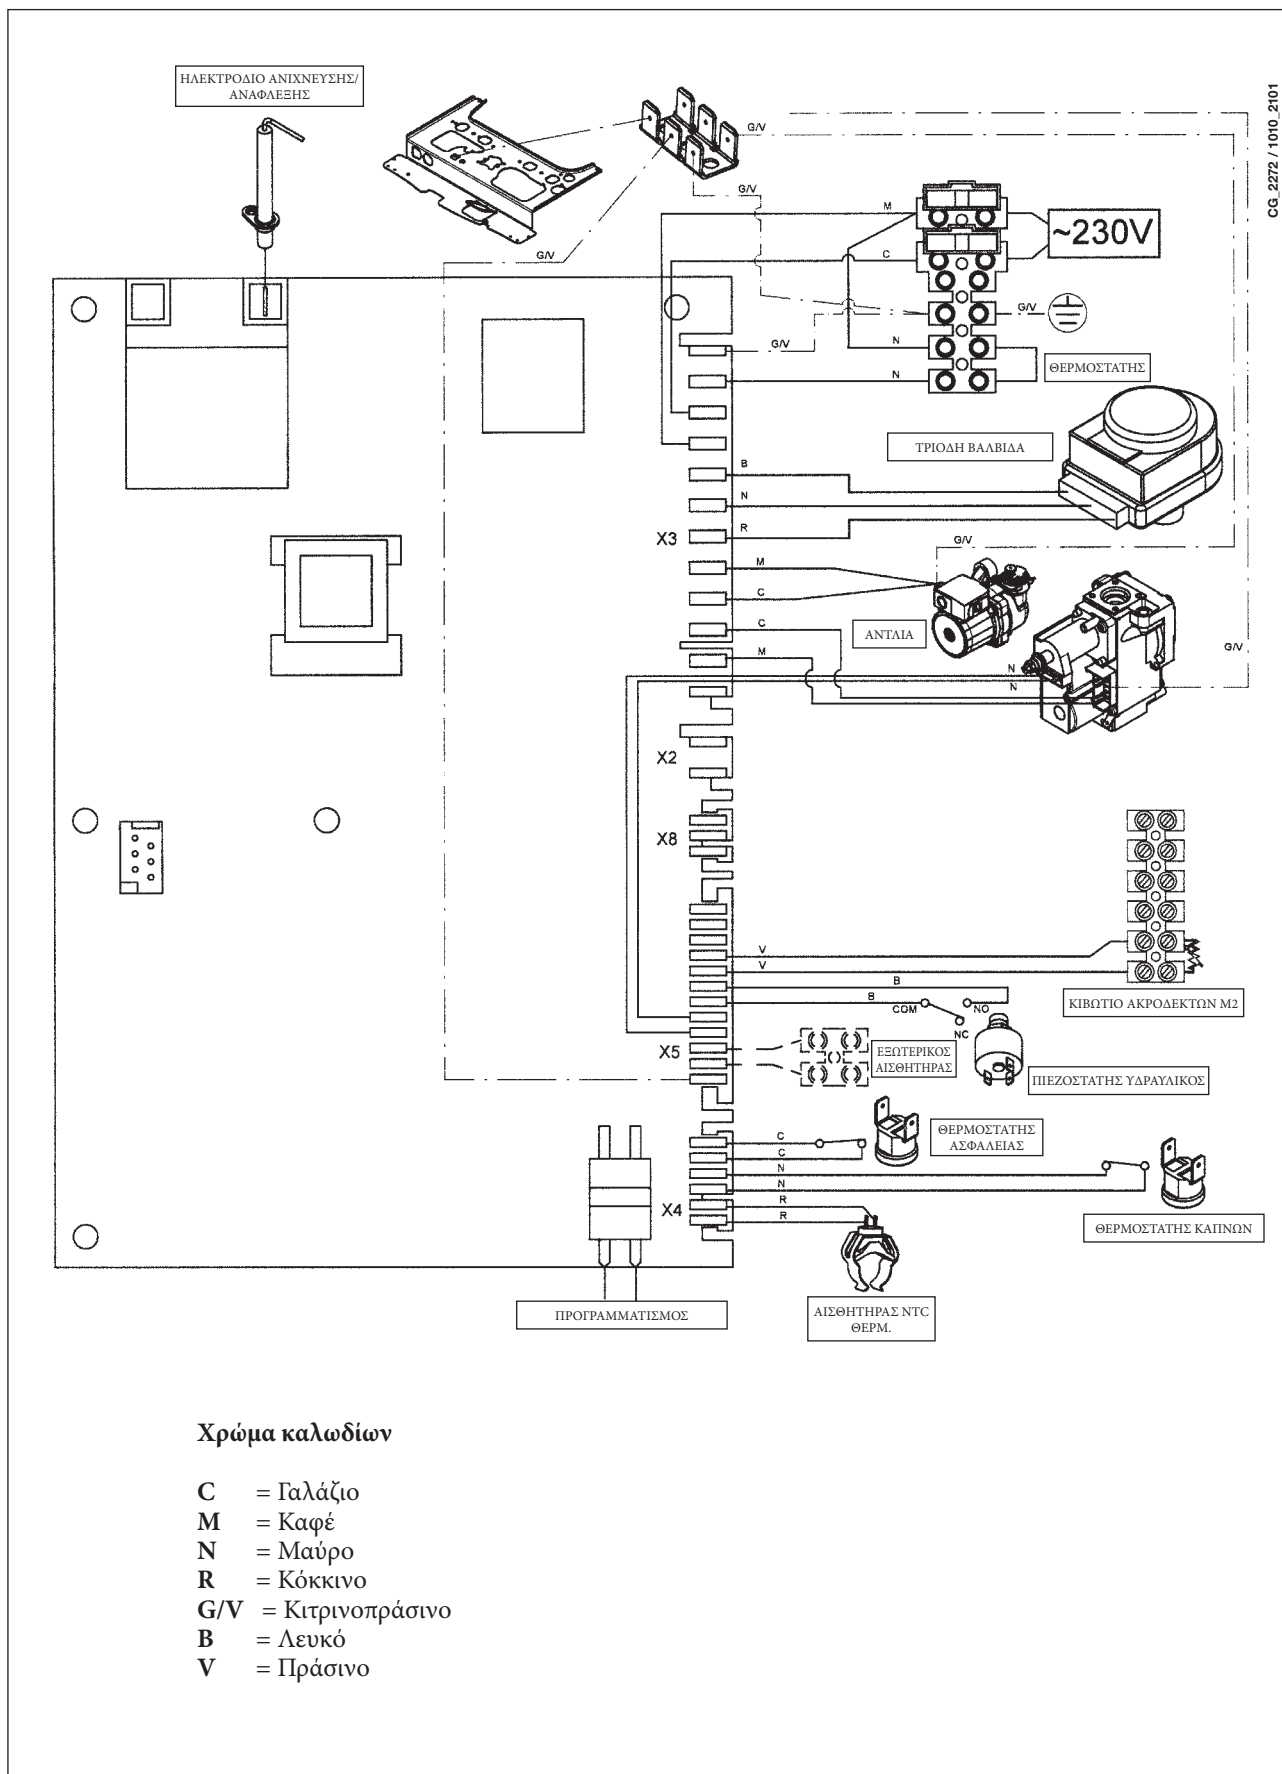 ΗΛΕΚΤΡΟΔΙΟ ΑΝΙΧΝΕΥΣΗΣ/
ΑΝΑΦΛΕΞΗΣ
CG_2272 / 1010_2101
G/V
G/V
G/V
M
~230V
C
G/V
G/V
N
ΘΕΡΜΟΣΤΑΤΗΣ
N
ΤΡΙΟΔΗ ΒΑΛΒΙΔΑ
B
N
R
X3
G/V
M
C
C
ΑΝΤΛΙΑ
G/V
M
N
N
X2
X8
V
V
B
B
COM
NO
NC
ΚΙΒΩΤΙΟ ΑΚΡΟΔΕΚΤΩΝ Μ2
X5
ΕΞΩΤΕΡΙΚΟΣ
ΑΙΣΘΗΤΗΡΑΣ
ΠΙΕΖΟΣΤΑΤΗΣ ΥΔΡΑΥΛΙΚΟΣ
C
C
ΘΕΡΜΟΣΤΑΤΗΣ
ΑΣΦΑΛΕΙΑΣ
N
N
R
R
X4
ΘΕΡΜΟΣΤΑΤΗΣ ΚΑΠΝΩΝ
ΠΡΟΓΡΑΜΜΑΤΙΣΜΟΣ
ΑΙΣΘΗΤΗΡΑΣ NTC
ΘΕΡΜ.
Χρώμα καλωδίων
C = Γαλάζιο
M = Καφέ
N = Μαύρο
R = Κόκκινο
G/V = Κιτρινοπράσινο
B = Λευκό
V = Πράσινο